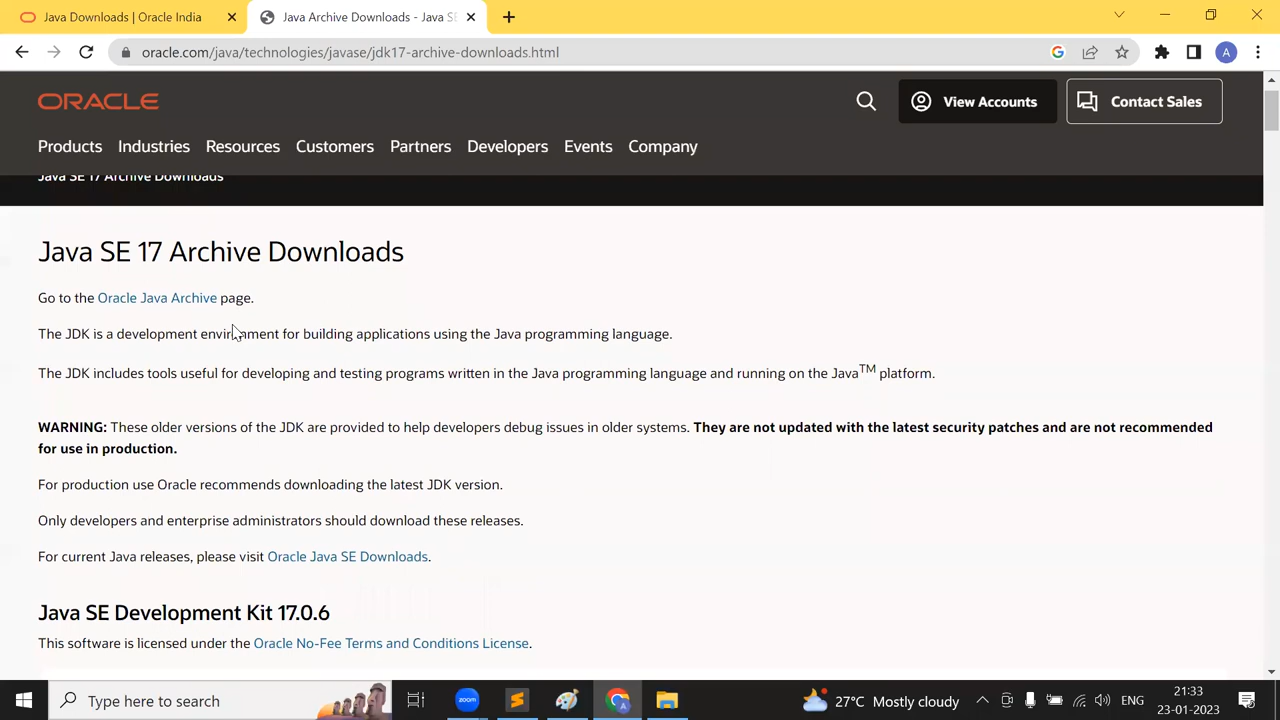 Java Downloads | Oracle India
Java Archive Downloads - Java S
oracle.com/java/technologies/javase/jdk17-archive-downloads.html
A
ORACLE
View Accounts
Contact Sales
Products Industries Resources Customers Partners Developers Events Company
Java SE 17 Archive Downloads
Java SE 17 Archive Downloads
Go to the Oracle Java Archive page.
The JDK is a development environment for building applications using the Java programming language.
The JDK includes tools useful for developing and testing programs written in the Java programming language and running on the Java™ platform.
WARNING: These older versions of the JDK are provided to help developers debug issues in older systems. They are not updated with the latest security patches and are not recommended
for use in production.
For production use Oracle recommends downloading the latest JDK version.
Only developers and enterprise administrators should download these releases.
For current Java releases, please visit Oracle Java SE Downloads.
Java SE Development Kit 17.0.6
This software is licensed under the Oracle No-Fee Terms and Conditions License.
Type here to search
zoom
27°C Mostly cloudy
ENG
21:33
23-01-2023